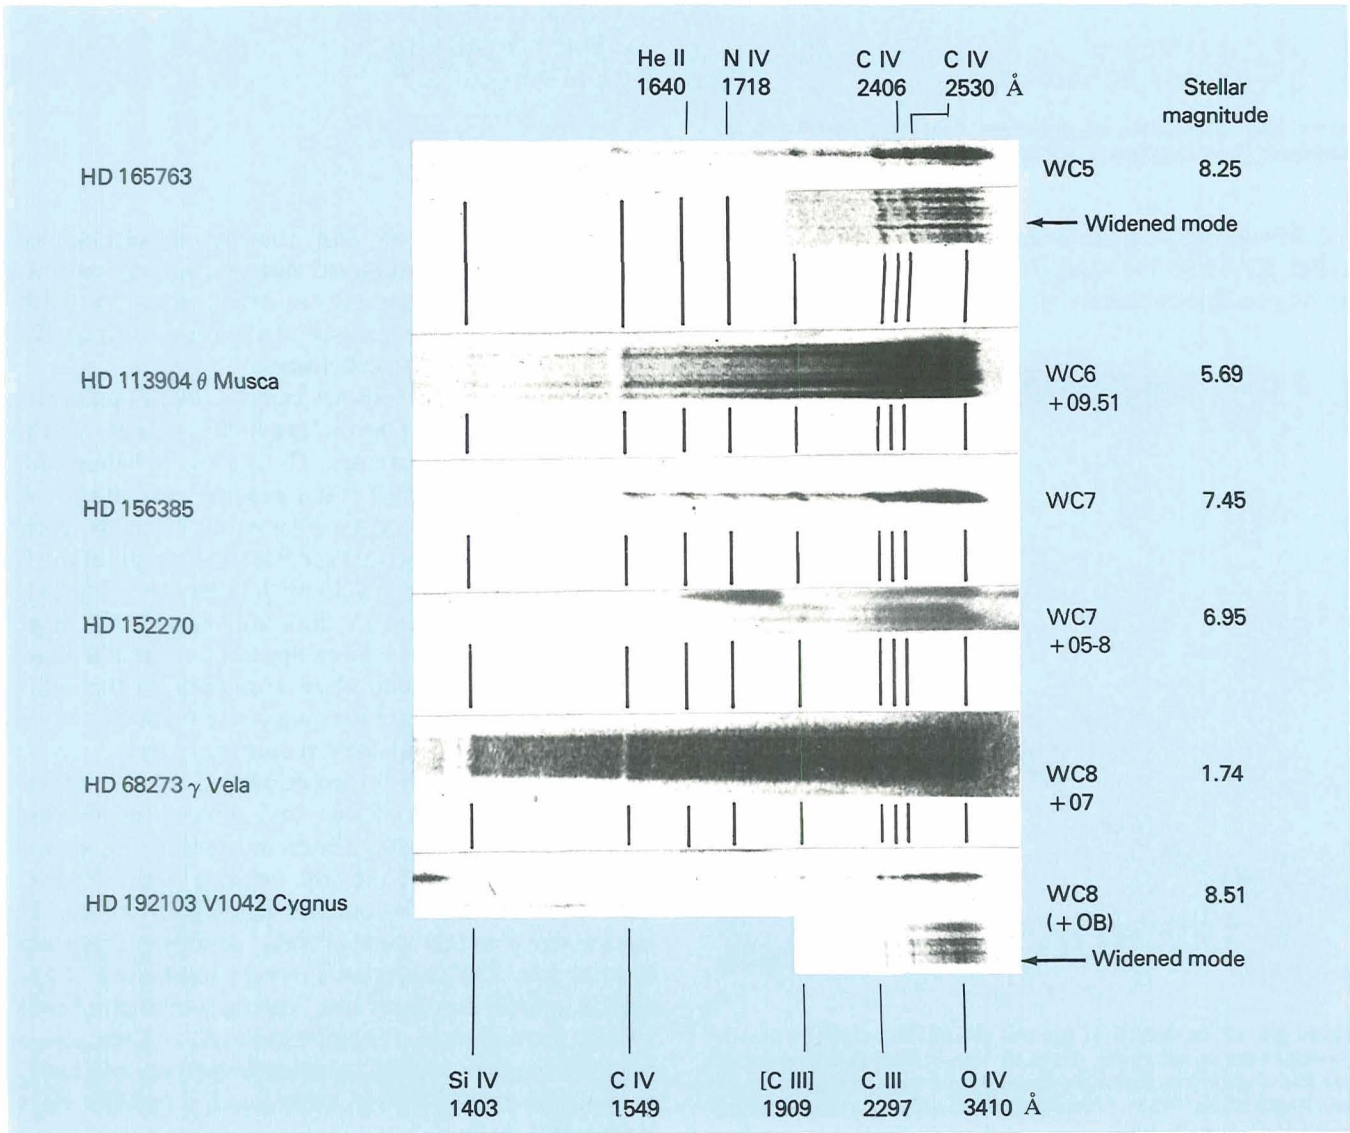 He II N IV C IV C IV
1640 1718 2406 2530 Å
Stellar
magnitude
HD 165763 WC5 8.25
Widened mode
HD 113904 θ Musca WC6 5.69
+09.51
HD 156385 WC7 7.45
HD 152270 WC7 6.95
+05-8
HD 68273 γ Vela WC8 1.74
+07
HD 192103 V1042 Cygnus WC8 8.51
(+OB)
Widened mode
Si IV C IV [C III] C III O IV
1403 1549 1909 2297 3410 Å